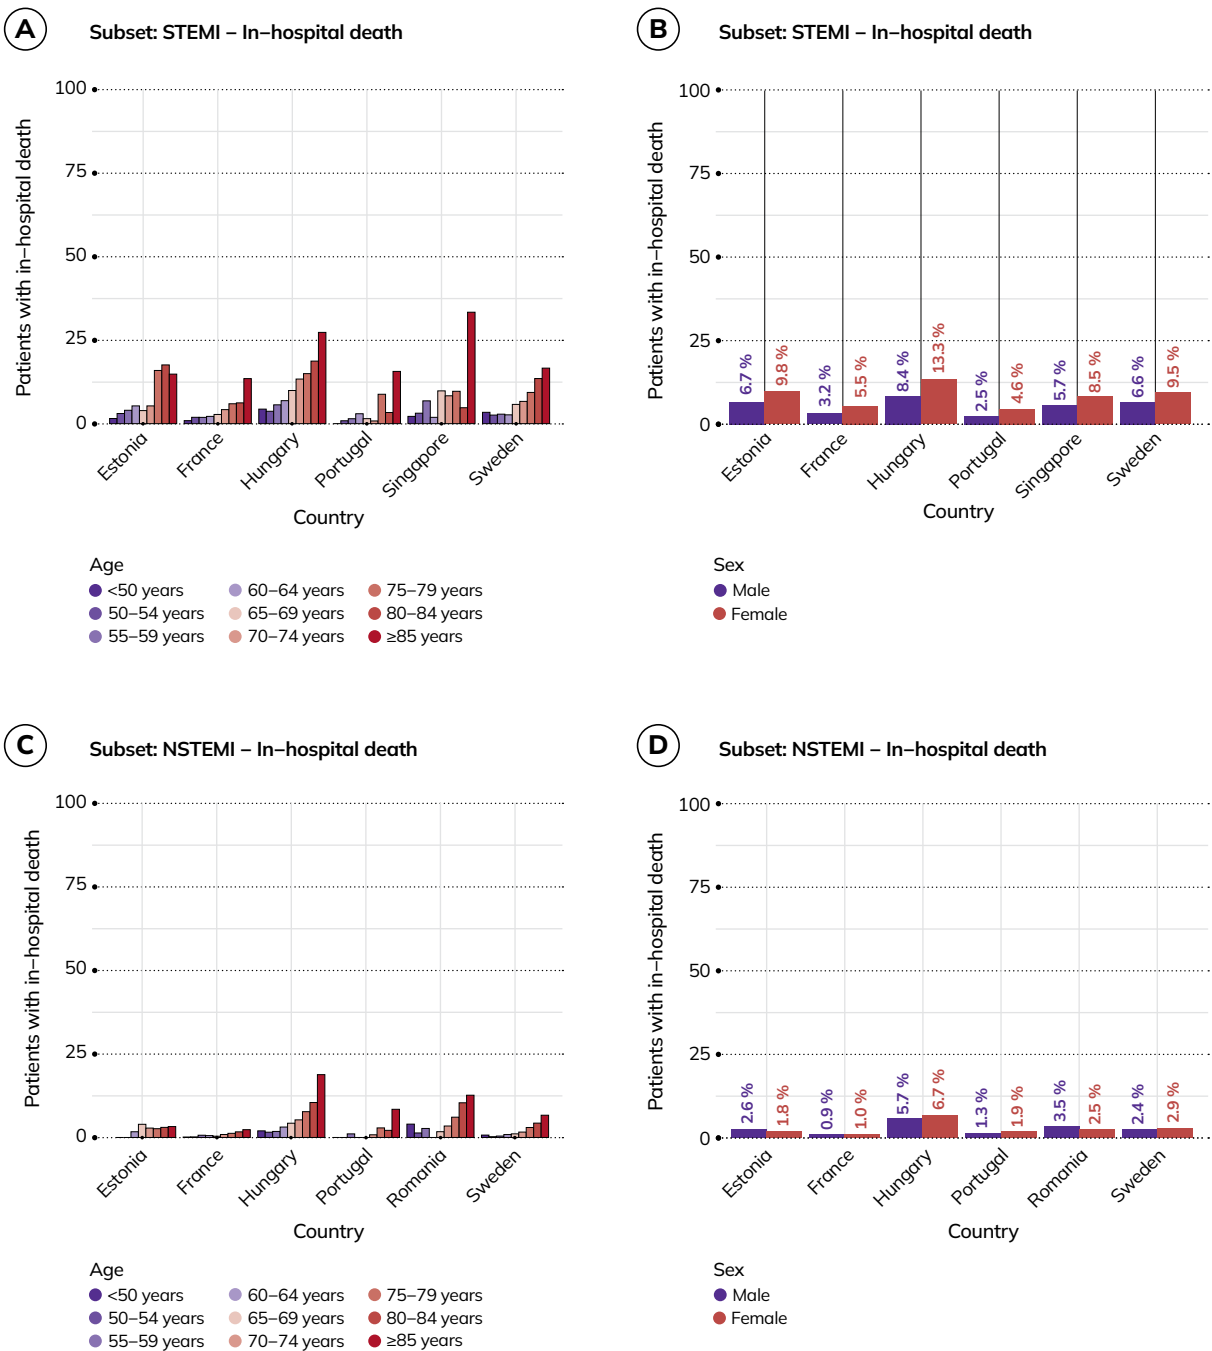 A
Subset: STEMI – In–hospital death
Patients with in–hospital death
100
75
50
25
0
Estonia
France
Hungary
Portugal
Singapore
Sweden
Country
Age
<50 years
50–54 years
55–59 years
60–64 years
65–69 years
70–74 years
75–79 years
80–84 years
≥85 years
B
Subset: STEMI – In–hospital death
Patients with in–hospital death
100
75
50
25
0
6.7 %
9.8 %
3.2 %
5.5 %
8.4 %
13.3 %
2.5 %
4.6 %
5.7 %
8.5 %
6.6 %
9.5 %
Estonia
France
Hungary
Portugal
Singapore
Sweden
Country
Sex
Male
Female
C
Subset: NSTEMI – In–hospital death
Patients with in–hospital death
100
75
50
25
0
Estonia
France
Hungary
Portugal
Romania
Sweden
Country
Age
<50 years
50–54 years
55–59 years
60–64 years
65–69 years
70–74 years
75–79 years
80–84 years
≥85 years
D
Subset: NSTEMI – In–hospital death
Patients with in–hospital death
100
75
50
25
0
2.6 %
1.8 %
0.9 %
1.0 %
5.7 %
6.7 %
1.3 %
1.9 %
3.5 %
2.5 %
2.4 %
2.9 %
Estonia
France
Hungary
Portugal
Romania
Sweden
Country
Sex
Male
Female